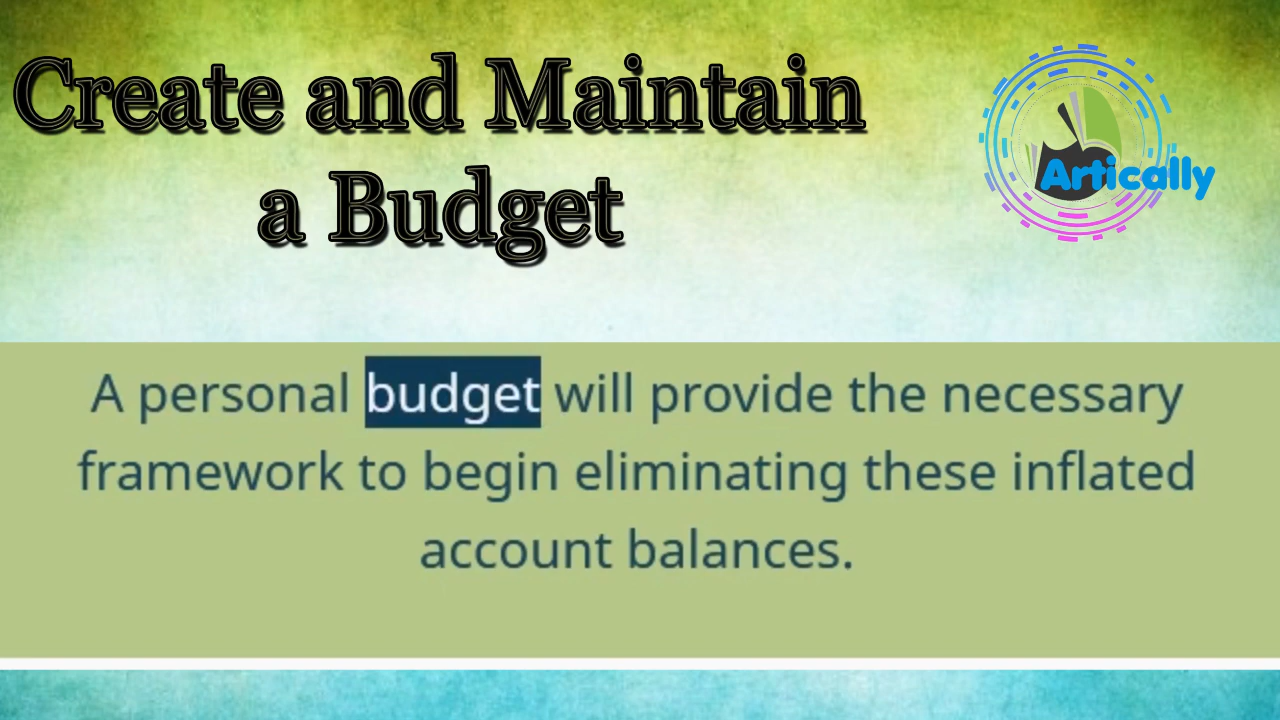 Create and Maintain
a Budget
Artically
A personal budget will provide the necessary
framework to begin eliminating these inflated
account balances.